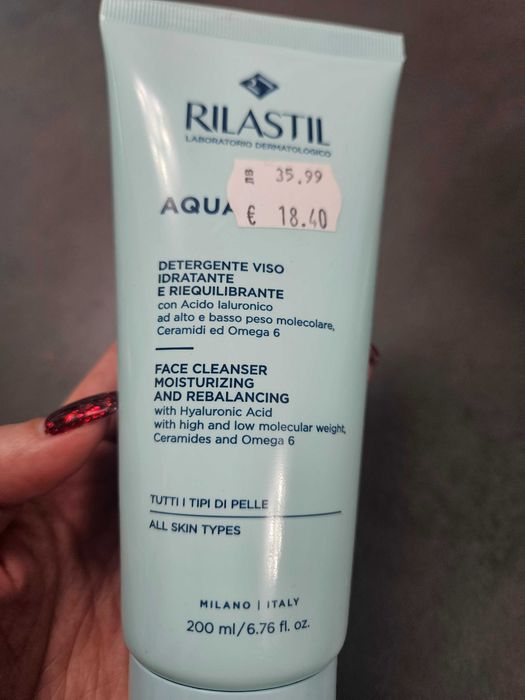 RILASTIL
LABORATORIO DERMATOLOGICO
лв 35.99
AQUA
€ 18.40
DETERGENTE VISO
IDRATANTE
E RIEQUILIBRANTE
con Acido Ialuronico
ad alto e basso peso molecolare,
Ceramidi ed Omega 6
FACE CLEANSER
MOISTURIZING
AND REBALANCING
with Hyaluronic Acid
with high and low molecular weight,
Ceramides and Omega 6
TUTTI I TIPI DI PELLE
ALL SKIN TYPES
MILANO | ITALY
200 ml/6.76 fl. oz.